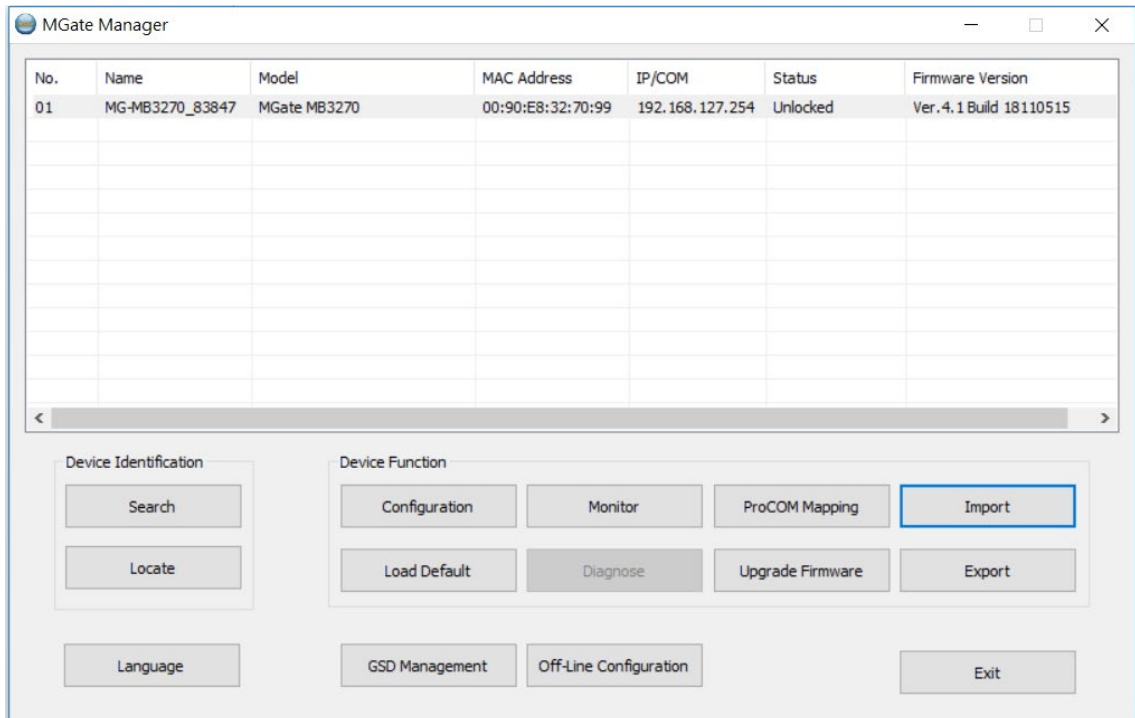 MGate Manager
No. Name Model MAC Address IP/COM Status Firmware Version
01 MG-MB3270_83847 MGate MB3270 00:90:E8:32:70:99 192.168.127.254 Unlocked Ver.4.1 Build 18110515
Device Identification Device Function
Search Configuration Monitor ProCOM Mapping Import
Locate Load Default Diagnose Upgrade Firmware Export
Language GSD Management Off-Line Configuration Exit